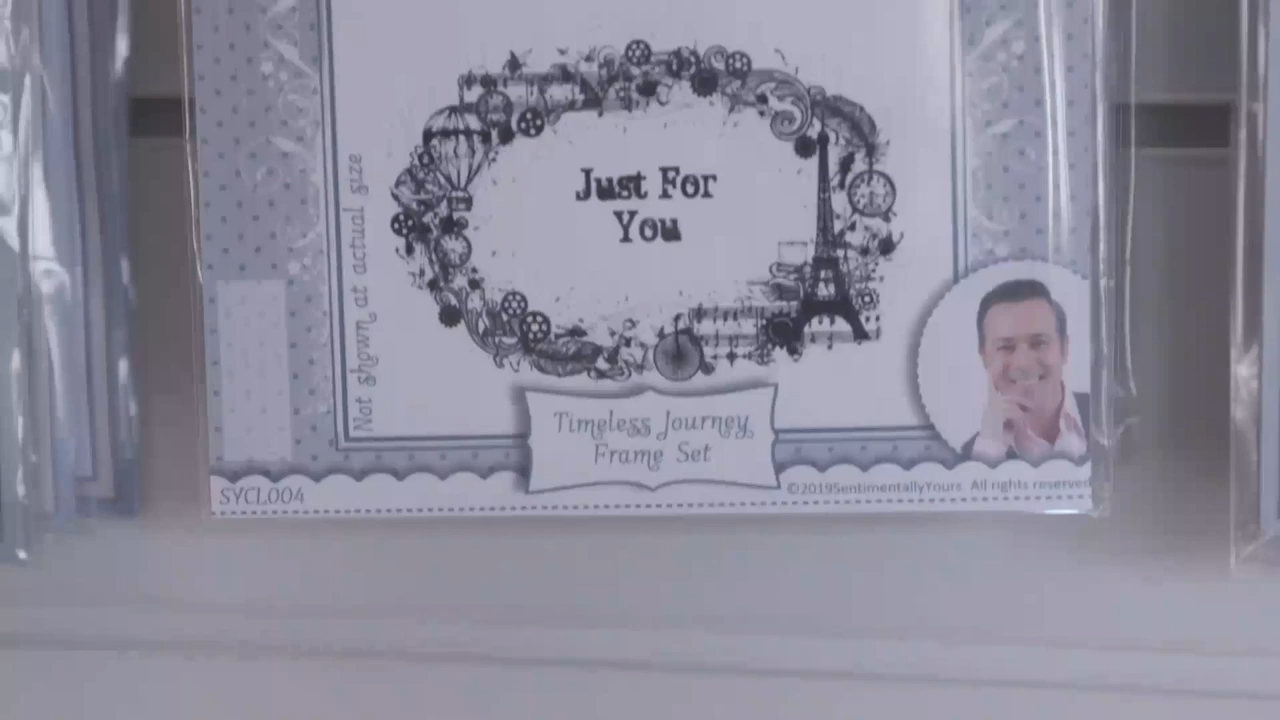 Just For
You
Not shown at actual size
Timeless Journey
Frame Set
SYCL004
©2019SentimentallyYours All rights reserved